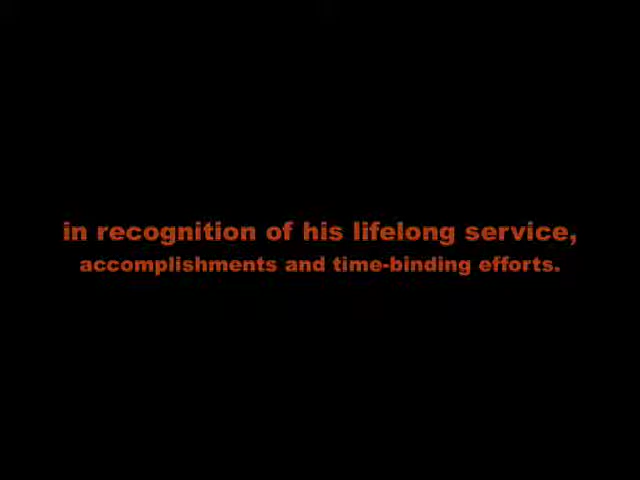 in recognition of his lifelong service,
accomplishments and time-binding efforts.